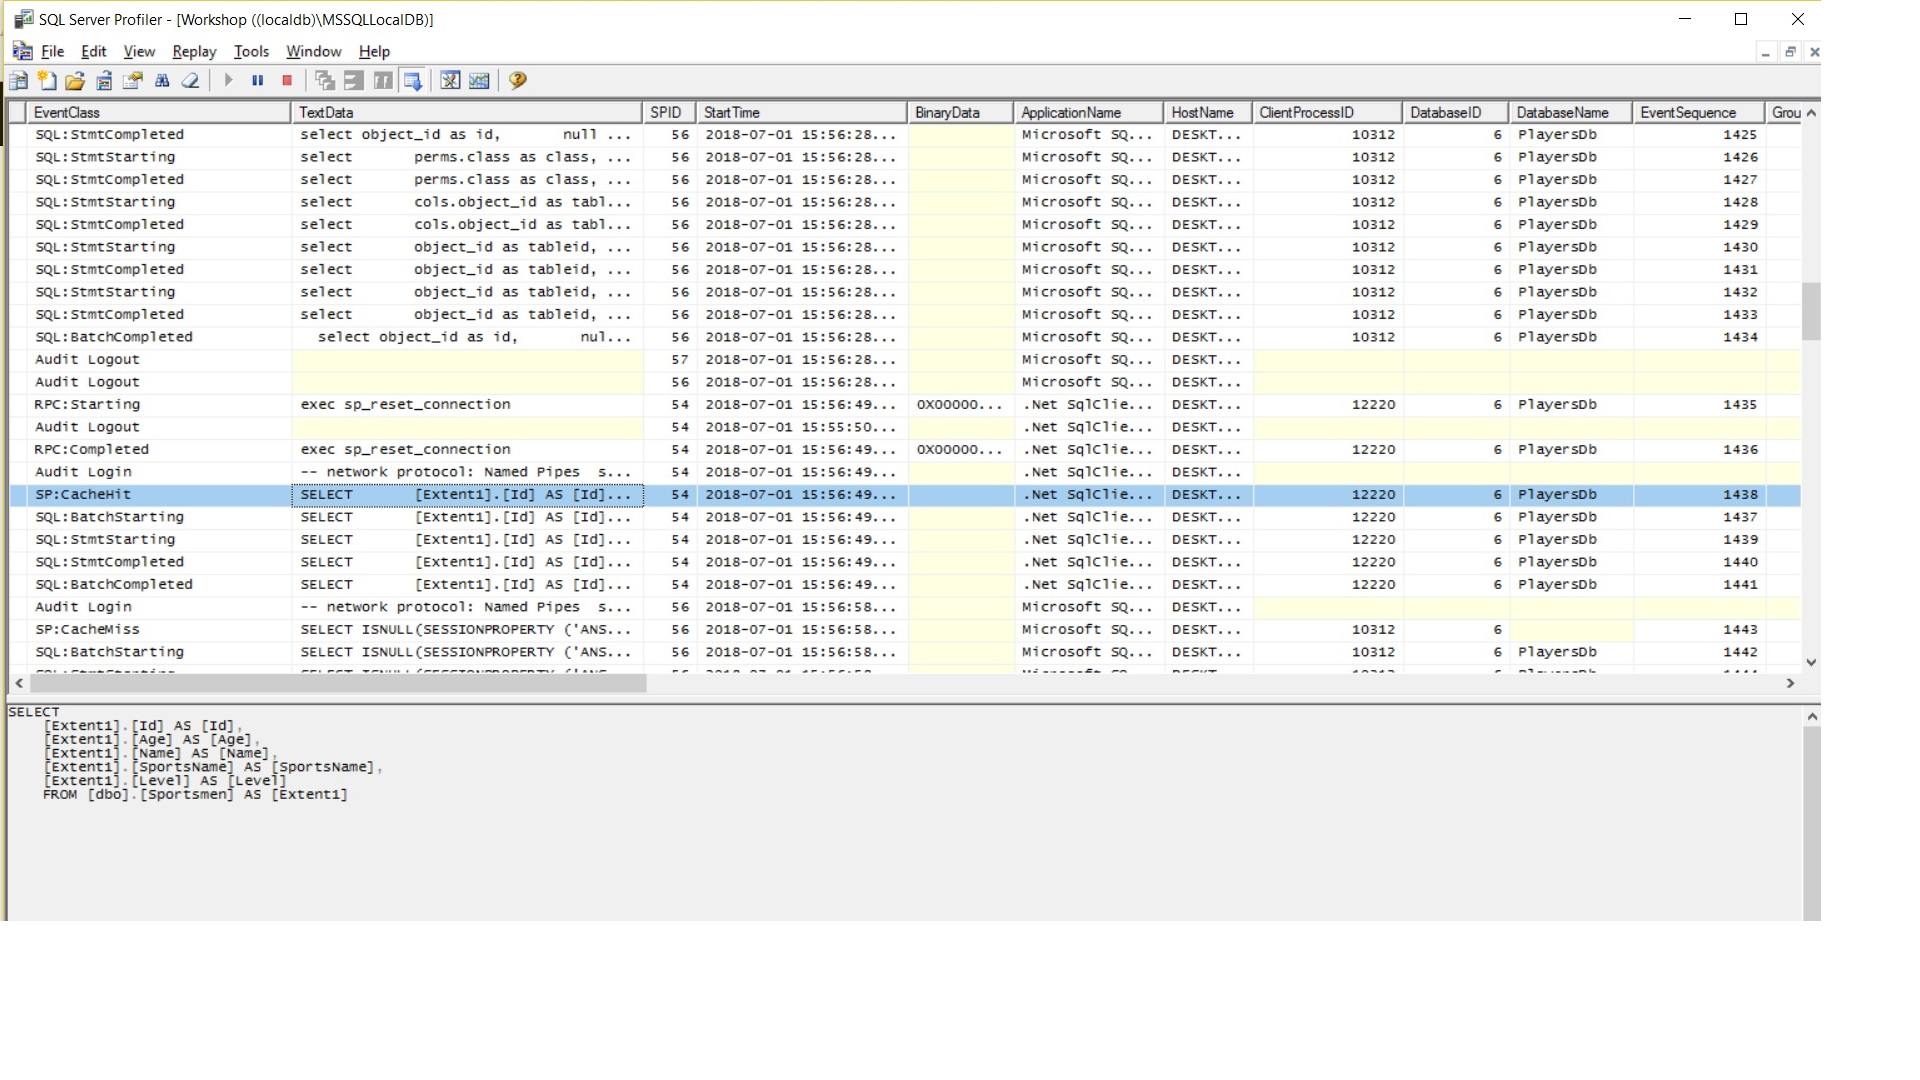 SQL Server Profiler - [Workshop ((localdb)\MSSQLLocalDB)]
File Edit View Replay Tools Window Help
EventClass TextData SPID StartTime BinaryData ApplicationName HostName ClientProcessID DatabaseID DatabaseName EventSequence Grou
SQL:StmtCompleted select object_id as id, null ... 56 2018-07-01 15:56:28... Microsoft SQ... DESKT... 10312 6 PlayersDb 1425
SQL:StmtStarting select perms.class as class, ... 56 2018-07-01 15:56:28... Microsoft SQ... DESKT... 10312 6 PlayersDb 1426
SQL:StmtCompleted select perms.class as class, ... 56 2018-07-01 15:56:28... Microsoft SQ... DESKT... 10312 6 PlayersDb 1427
SQL:StmtStarting select cols.object_id as tabl... 56 2018-07-01 15:56:28... Microsoft SQ... DESKT... 10312 6 PlayersDb 1428
SQL:StmtCompleted select cols.object_id as tabl... 56 2018-07-01 15:56:28... Microsoft SQ... DESKT... 10312 6 PlayersDb 1429
SQL:StmtStarting select object_id as tableid, ... 56 2018-07-01 15:56:28... Microsoft SQ... DESKT... 10312 6 PlayersDb 1430
SQL:StmtCompleted select object_id as tableid, ... 56 2018-07-01 15:56:28... Microsoft SQ... DESKT... 10312 6 PlayersDb 1431
SQL:StmtStarting select object_id as tableid, ... 56 2018-07-01 15:56:28... Microsoft SQ... DESKT... 10312 6 PlayersDb 1432
SQL:StmtCompleted select object_id as tableid, ... 56 2018-07-01 15:56:28... Microsoft SQ... DESKT... 10312 6 PlayersDb 1433
SQL:BatchCompleted select object_id as id, nul... 56 2018-07-01 15:56:28... Microsoft SQ... DESKT... 10312 6 PlayersDb 1434
Audit Logout 57 2018-07-01 15:56:28... Microsoft SQ... DESKT...
Audit Logout 56 2018-07-01 15:56:28... Microsoft SQ... DESKT...
RPC:Starting exec sp_reset_connection 54 2018-07-01 15:56:49... 0X00000... .Net SqlClie... DESKT... 12220 6 PlayersDb 1435
Audit Logout 54 2018-07-01 15:55:50... .Net SqlClie... DESKT...
RPC:Completed exec sp_reset_connection 54 2018-07-01 15:56:49... 0X00000... .Net SqlClie... DESKT... 12220 6 PlayersDb 1436
Audit Login -- network protocol: Named Pipes s... 54 2018-07-01 15:56:49... .Net SqlClie... DESKT...
SP:CacheHit SELECT [Extent1].[Id] AS [Id]... 54 2018-07-01 15:56:49... .Net SqlClie... DESKT... 12220 6 PlayersDb 1438
SQL:BatchStarting SELECT [Extent1].[Id] AS [Id]... 54 2018-07-01 15:56:49... .Net SqlClie... DESKT... 12220 6 PlayersDb 1437
SQL:StmtStarting SELECT [Extent1].[Id] AS [Id]... 54 2018-07-01 15:56:49... .Net SqlClie... DESKT... 12220 6 PlayersDb 1439
SQL:StmtCompleted SELECT [Extent1].[Id] AS [Id]... 54 2018-07-01 15:56:49... .Net SqlClie... DESKT... 12220 6 PlayersDb 1440
SQL:BatchCompleted SELECT [Extent1].[Id] AS [Id]... 54 2018-07-01 15:56:49... .Net SqlClie... DESKT... 12220 6 PlayersDb 1441
Audit Login -- network protocol: Named Pipes s... 56 2018-07-01 15:56:58... Microsoft SQ... DESKT...
SP:CacheMiss SELECT ISNULL(SESSIONPROPERTY ('ANS... 56 2018-07-01 15:56:58... Microsoft SQ... DESKT... 10312 6 1443
SQL:BatchStarting SELECT ISNULL(SESSIONPROPERTY ('ANS... 56 2018-07-01 15:56:58... Microsoft SQ... DESKT... 10312 6 PlayersDb 1442
SELECT
[Extent1].[Id] AS [Id],
[Extent1].[Age] AS [Age],
[Extent1].[Name] AS [Name],
[Extent1].[SportsName] AS [SportsName],
[Extent1].[Level] AS [Level]
FROM [dbo].[Sportsmen] AS [Extent1]